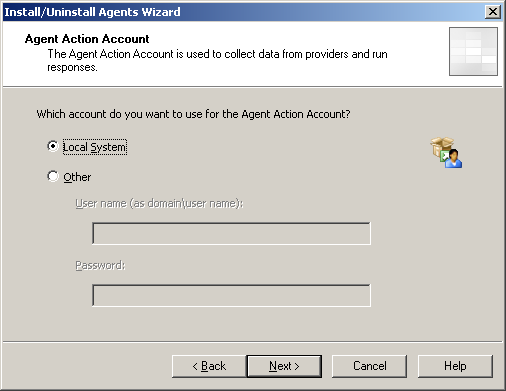 Install/Uninstall Agents Wizard
Agent Action Account
The Agent Action Account is used to collect data from providers and run
responses.
Which account do you want to use for the Agent Action Account?
Local System
Other
User name (as domain\user name):
Password:
< Back
Next >
Cancel
Help